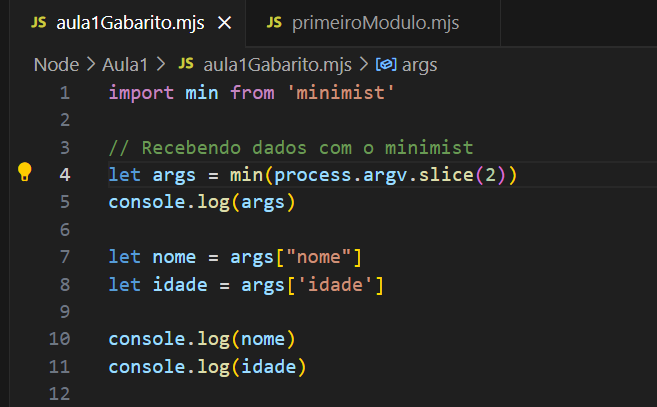 JS aula1Gabarito.mjs X JS primeiroModulo.mjs
Node > Aula1 > JS aula1Gabarito.mjs > args
1 import min from 'minimist'
2
3 // Recebendo dados com o minimist
4 let args = min(process.argv.slice(2))
5 console.log(args)
6
7 let nome = args["nome"]
8 let idade = args['idade']
9
10 console.log(nome)
11 console.log(idade)
12